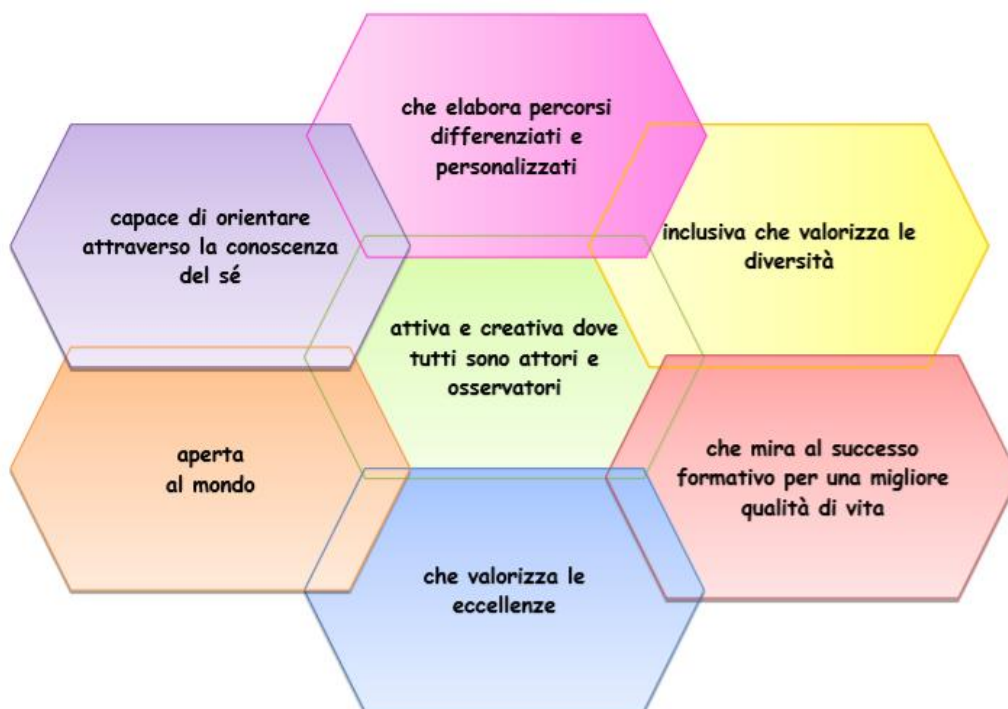 che elabora percorsi
differenziati e
personalizzati
capace di orientare
attraverso la conoscenza
del sé
inclusiva che valorizza le
diversità
attiva e creativa dove
tutti sono attori e
osservatori
aperta
al mondo
che mira al successo
formativo per una migliore
qualità di vita
che valorizza le
eccellenze